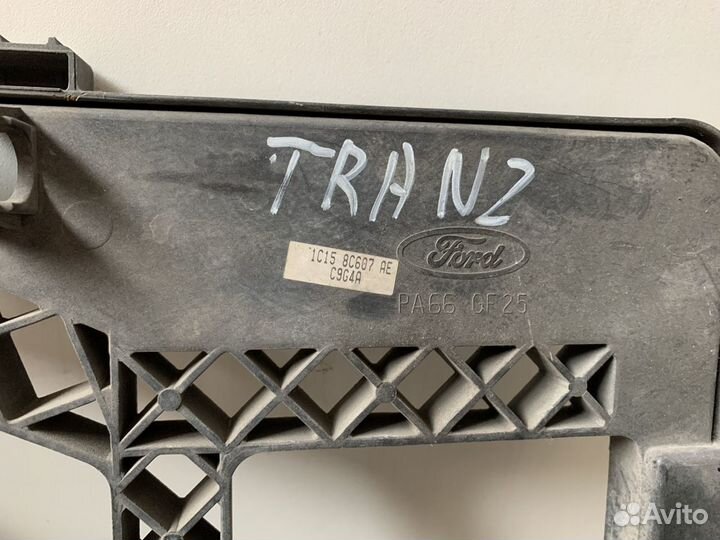 TRANZ
1C15 8C607 AE
C9G4A
Ford
PA66 GF25
Avito